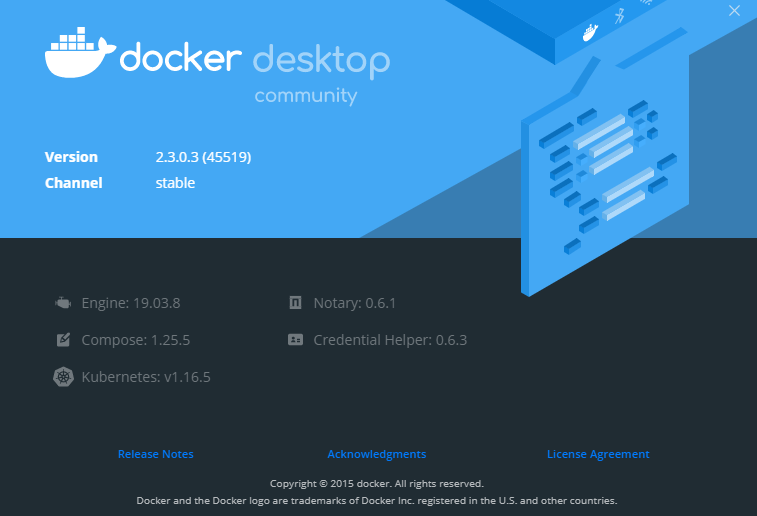 docker desktop
community
Version 2.3.0.3 (45519)
Channel stable
Engine: 19.03.8 Notary: 0.6.1
Compose: 1.25.5 Credential Helper: 0.6.3
Kubernetes: v1.16.5
Release Notes Acknowledgments License Agreement
Copyright © 2015 docker. All rights reserved.
Docker and the Docker logo are trademarks of Docker Inc. registered in the U.S. and other countries.